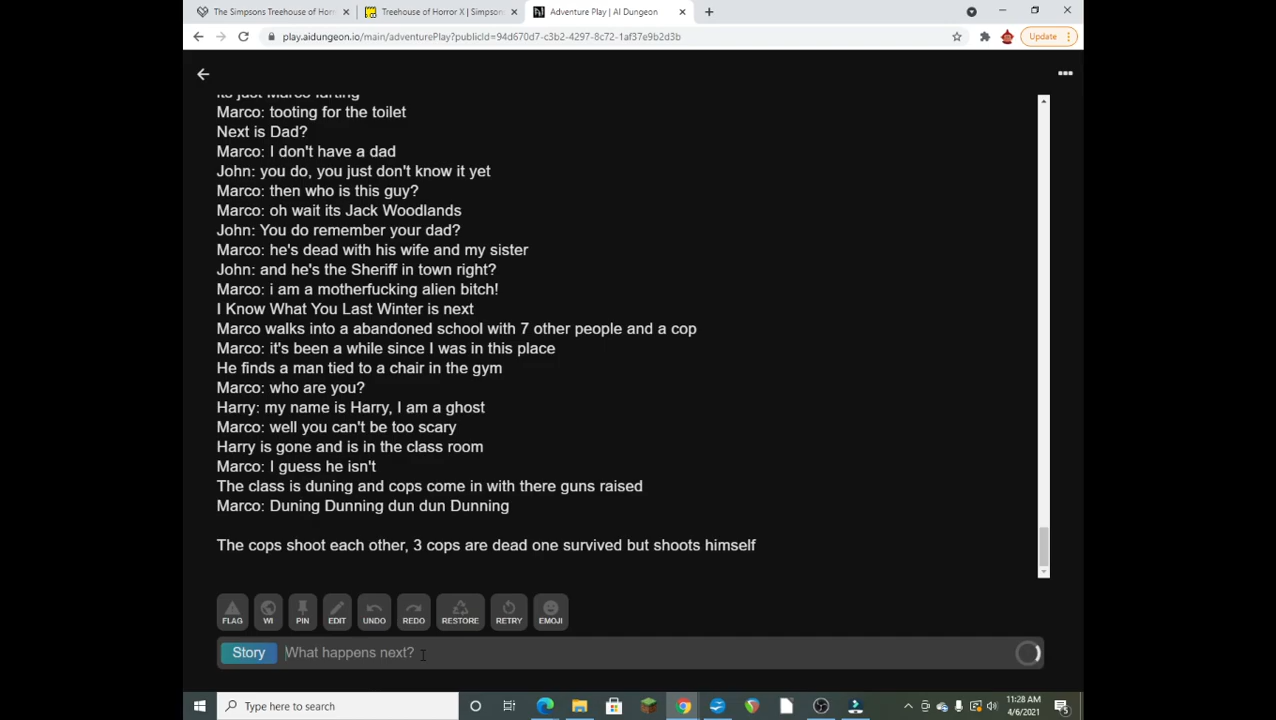 The Simpsons Treehouse of Horr
Treehouse of Horror X | Simpsons
Adventure Play | AI Dungeon
play.aidungeon.io/main/adventurePlay?publicId=94d670d7-c3b2-4297-8c72-1af37e9b2d3b
Update
its just Marco farting
Marco: tooting for the toilet
Next is Dad?
Marco: I don't have a dad
John: you do, you just don't know it yet
Marco: then who is this guy?
Marco: oh wait its Jack Woodlands
John: You do remember your dad?
Marco: he's dead with his wife and my sister
John: and he's the Sheriff in town right?
Marco: i am a motherfucking alien bitch!
I Know What You Last Winter is next
Marco walks into a abandoned school with 7 other people and a cop
Marco: it's been a while since I was in this place
He finds a man tied to a chair in the gym
Marco: who are you?
Harry: my name is Harry, I am a ghost
Marco: well you can't be too scary
Harry is gone and is in the class room
Marco: I guess he isn't
The class is duning and cops come in with there guns raised
Marco: Duning Dunning dun dun Dunning
The cops shoot each other, 3 cops are dead one survived but shoots himself
FLAG WI PIN EDIT UNDO REDO RESTORE RETRY EMOJI
Story What happens next?
Type here to search
11:28 AM
4/6/2021
5